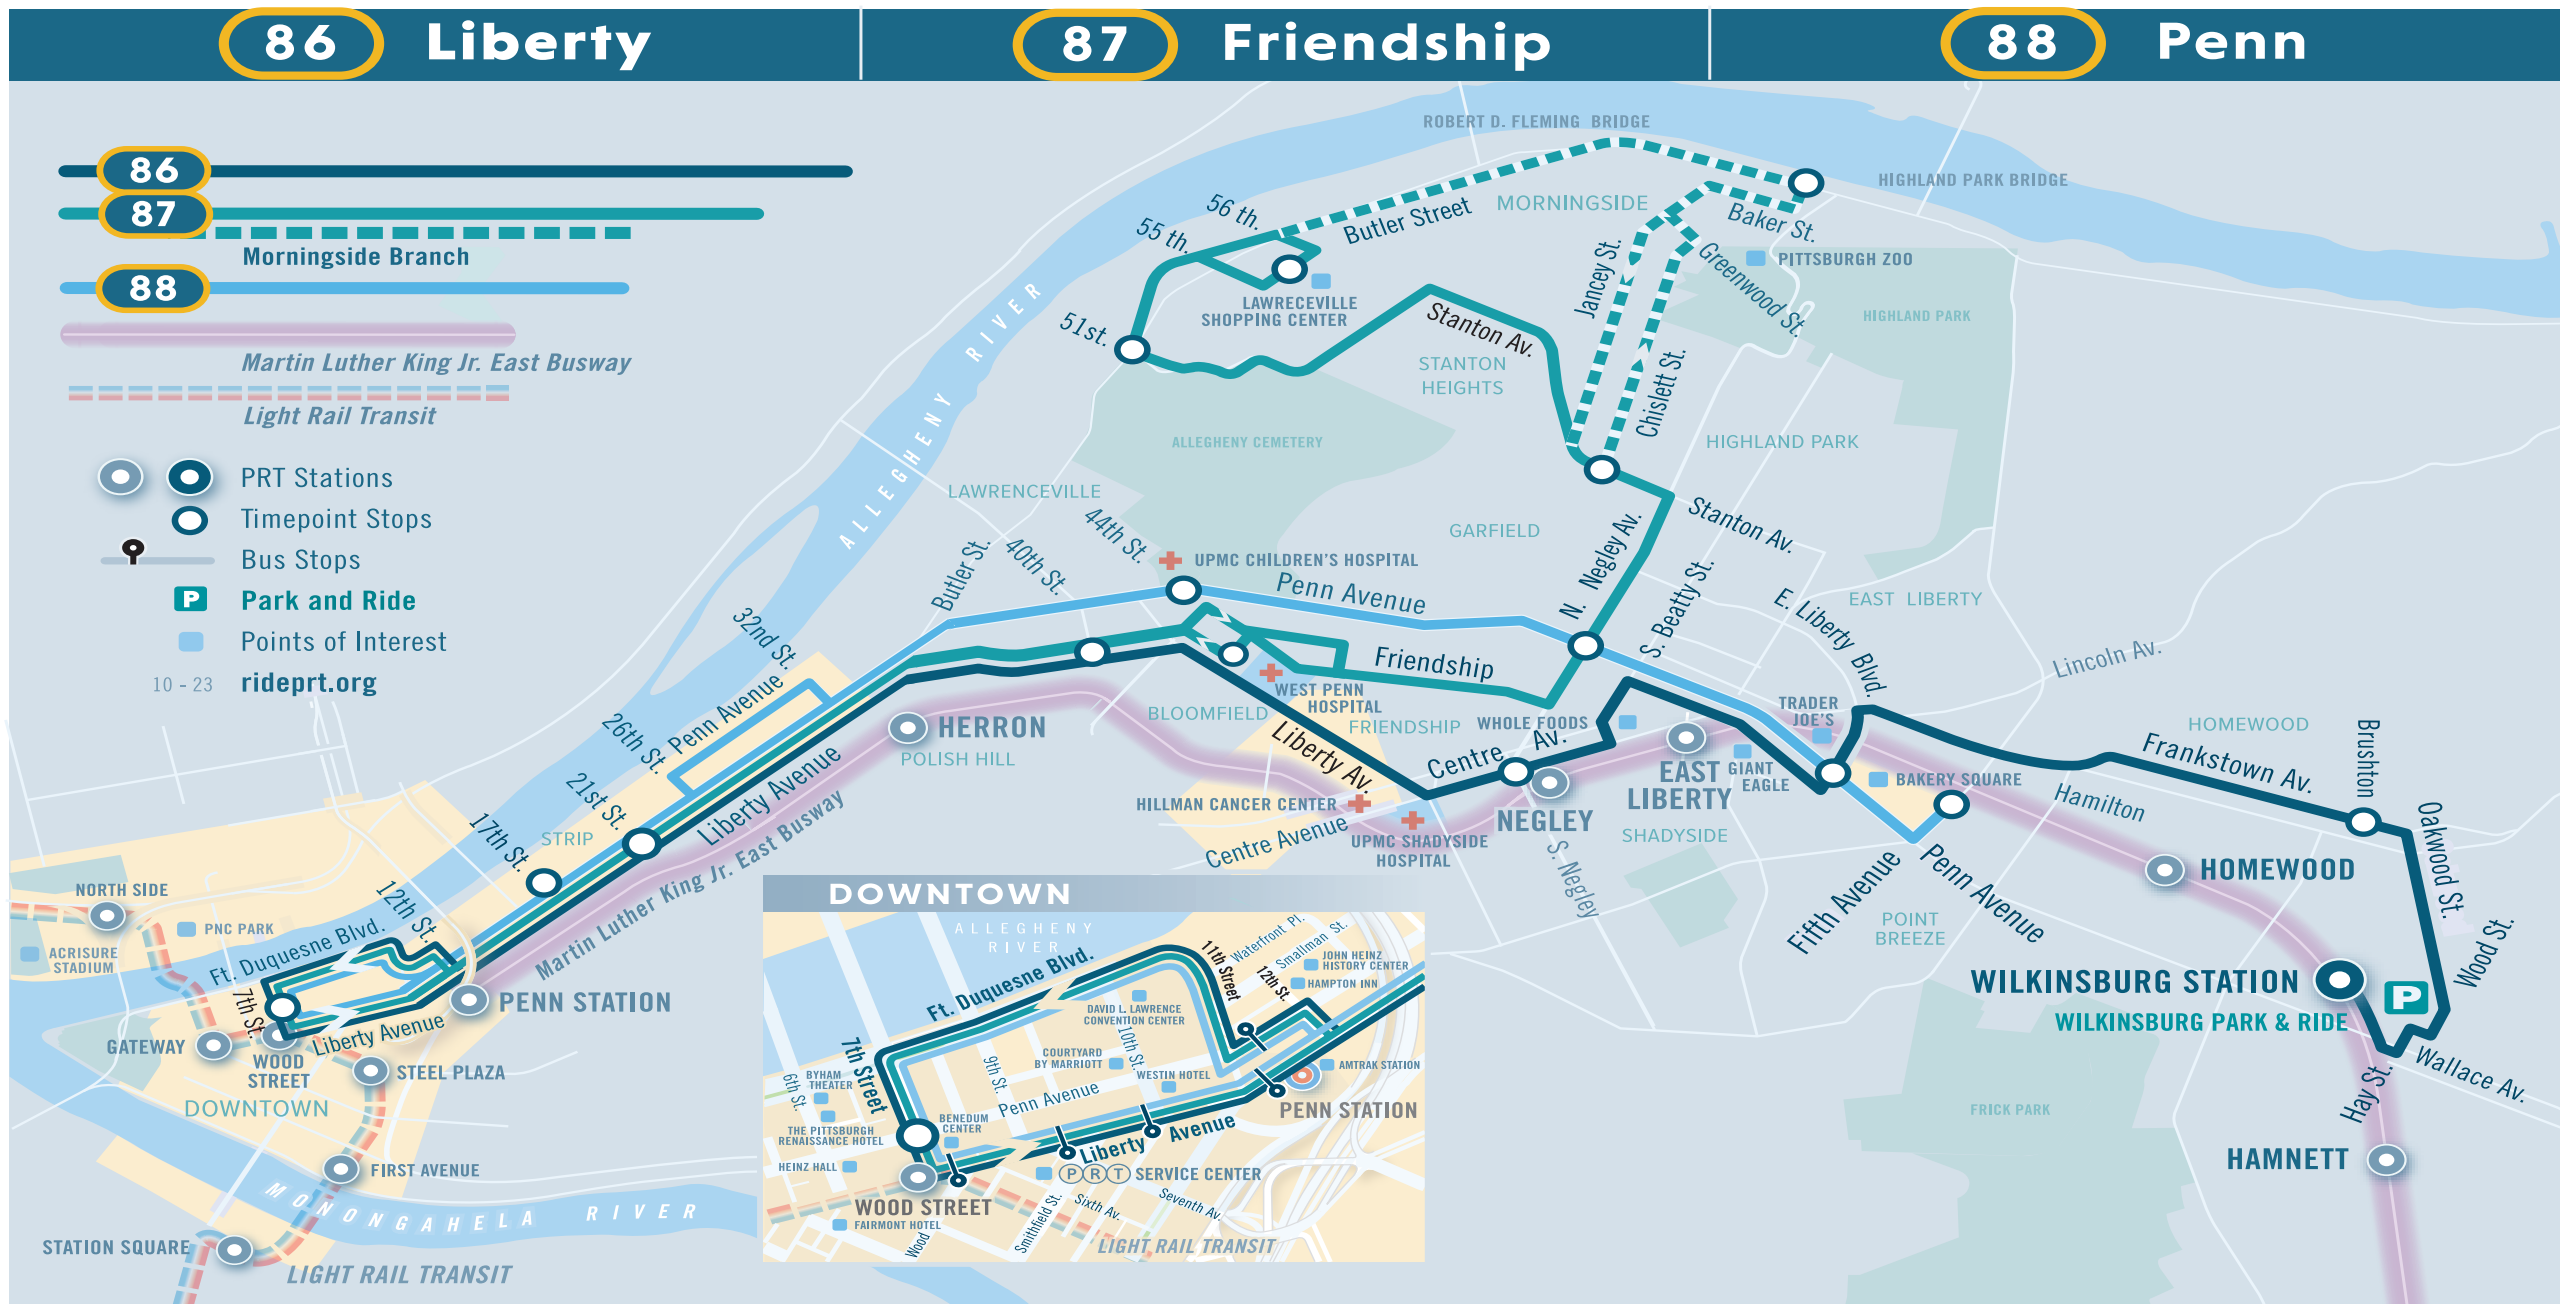 86 Liberty
87 Friendship
88 Penn
86
87
Morningside Branch
88
Martin Luther King Jr. East Busway
Light Rail Transit
PRT Stations
Timepoint Stops
Bus Stops
P Park and Ride
Points of Interest
10 - 23 rideprt.org
ROBERT D. FLEMING BRIDGE
HIGHLAND PARK BRIDGE
MORNINGSIDE
56 th.
55 th.
Butler Street
Baker St.
Jancey St.
Greenwood St.
PITTSBURGH ZOO
LAWRECEVILLE
SHOPPING CENTER
HIGHLAND PARK
51st.
Stanton Av.
STANTON
HEIGHTS
Chislett St.
ALLEGHENY RIVER
ALLEGHENY CEMETERY
HIGHLAND PARK
LAWRENCEVILLE
44th St.
40th St.
Butler St.
GARFIELD
Stanton Av.
N. Negley Av.
S. Beatty St.
UPMC CHILDREN'S HOSPITAL
Penn Avenue
E. Liberty Blvd.
EAST LIBERTY
Lincoln Av.
32nd St.
Friendship
WEST PENN
HOSPITAL
BLOOMFIELD
FRIENDSHIP
WHOLE FOODS
TRADER
JOE'S
HOMEWOOD
Brushton
26th St.
Penn Avenue
HERRON
POLISH HILL
Liberty Av.
Centre Av.
EAST
LIBERTY
GIANT
EAGLE
BAKERY SQUARE
Frankstown Av.
Hamilton
21st St.
Liberty Avenue
HILLMAN CANCER CENTER
NEGLEY
SHADYSIDE
Centre Avenue
UPMC SHADYSIDE
HOSPITAL
S. Negley
Oakwood St.
17th St.
STRIP
Martin Luther King Jr. East Busway
HOMEWOOD
Fifth Avenue
Penn Avenue
POINT
BREEZE
Wood St.
NORTH SIDE
PNC PARK
ACRISURE
STADIUM
12th St.
Ft. Duquesne Blvd.
7th St.
PENN STATION
Liberty Avenue
GATEWAY
WOOD
STREET
STEEL PLAZA
DOWNTOWN
FIRST AVENUE
MONONGAHELA RIVER
STATION SQUARE
LIGHT RAIL TRANSIT
WILKINSBURG STATION
P
WILKINSBURG PARK & RIDE
Wallace Av.
Hay St.
FRICK PARK
HAMNETT
DOWNTOWN
ALLEGHENY
RIVER
Ft. Duquesne Blvd.
11th Street
Waterfront Pl.
Smallman St.
12th St.
JOHN HEINZ
HISTORY CENTER
HAMPTON INN
DAVID L. LAWRENCE
CONVENTION CENTER
10th St.
7th Street
COURTYARD
BY MARRIOTT
9th St.
BYHAM
THEATER
6th St.
WESTIN HOTEL
AMTRAK STATION
Penn Avenue
PENN STATION
BENEDUM
CENTER
THE PITTSBURGH
RENAISSANCE HOTEL
Liberty Avenue
HEINZ HALL
PRT SERVICE CENTER
WOOD STREET
FAIRMONT HOTEL
Wood
Smithfield St.
Sixth Av.
Seventh Av.
LIGHT RAIL TRANSIT